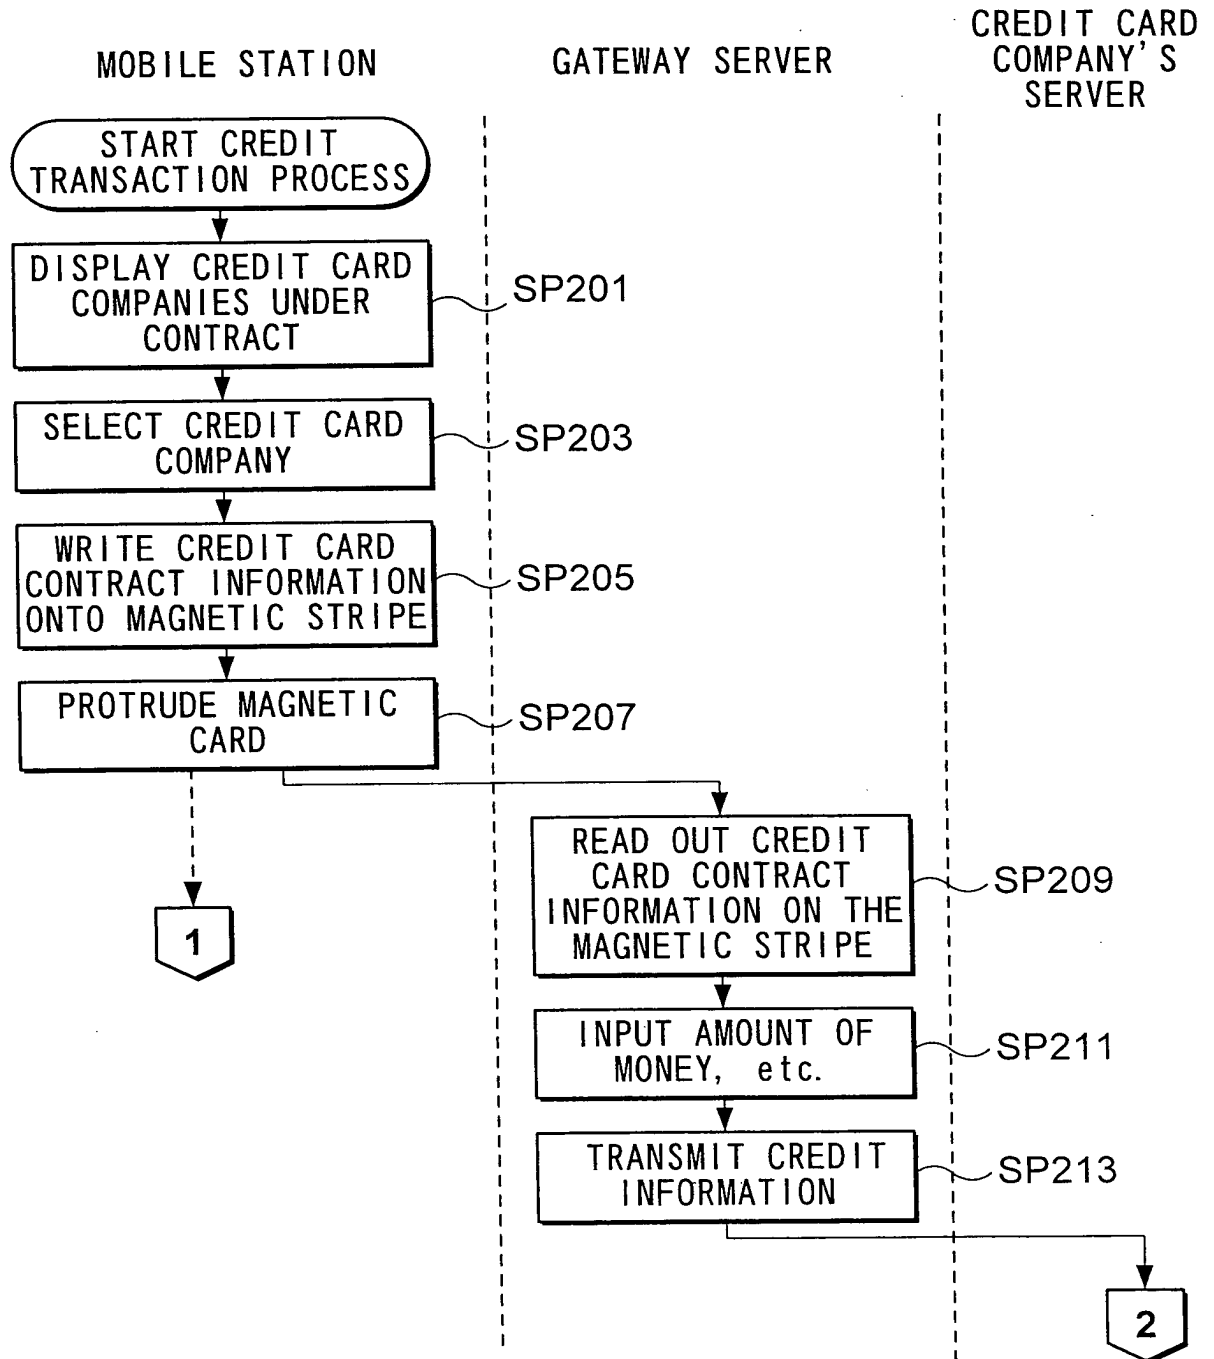 MOBILE STATION
GATEWAY SERVER
CREDIT CARD
COMPANY'S
SERVER
START CREDIT
TRANSACTION PROCESS
DISPLAY CREDIT CARD
COMPANIES UNDER
CONTRACT
SP201
SELECT CREDIT CARD
COMPANY
SP203
WRITE CREDIT CARD
CONTRACT INFORMATION
ONTO MAGNETIC STRIPE
SP205
PROTRUDE MAGNETIC
CARD
SP207
1
READ OUT CREDIT
CARD CONTRACT
INFORMATION ON THE
MAGNETIC STRIPE
SP209
INPUT AMOUNT OF
MONEY, etc.
SP211
TRANSMIT CREDIT
INFORMATION
SP213
2